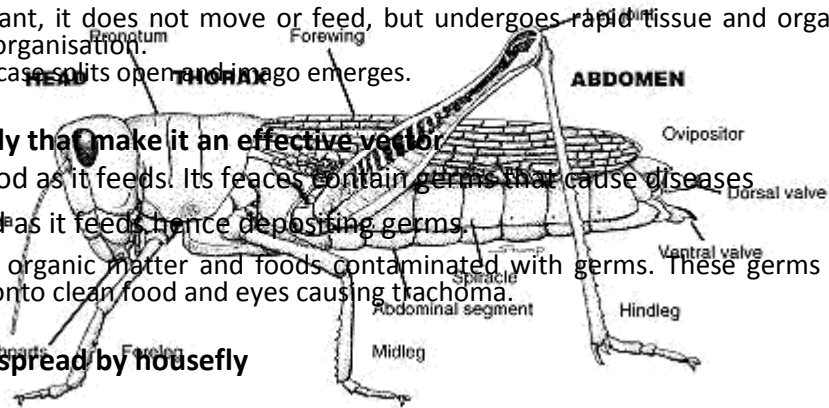 ant, it does not move or feed, but undergoes rapid tissue and orga
organisation.
Pronotum
Forewing
Leg joint
case splits open and imago emerges.
HEAD
THORAX
ABDOMEN
ly that make it an effective vector
Ovipositor
od as it feeds. Its feaces contain germs that cause diseases
Dorsal valve
d as it feeds hence depositing germs.
Ventral valve
organic matter and foods contaminated with germs. These germs
Spiracle
onto clean food and eyes causing trachoma.
Abdominal segment
Hindleg
Foreleg
Midleg
spread by housefly